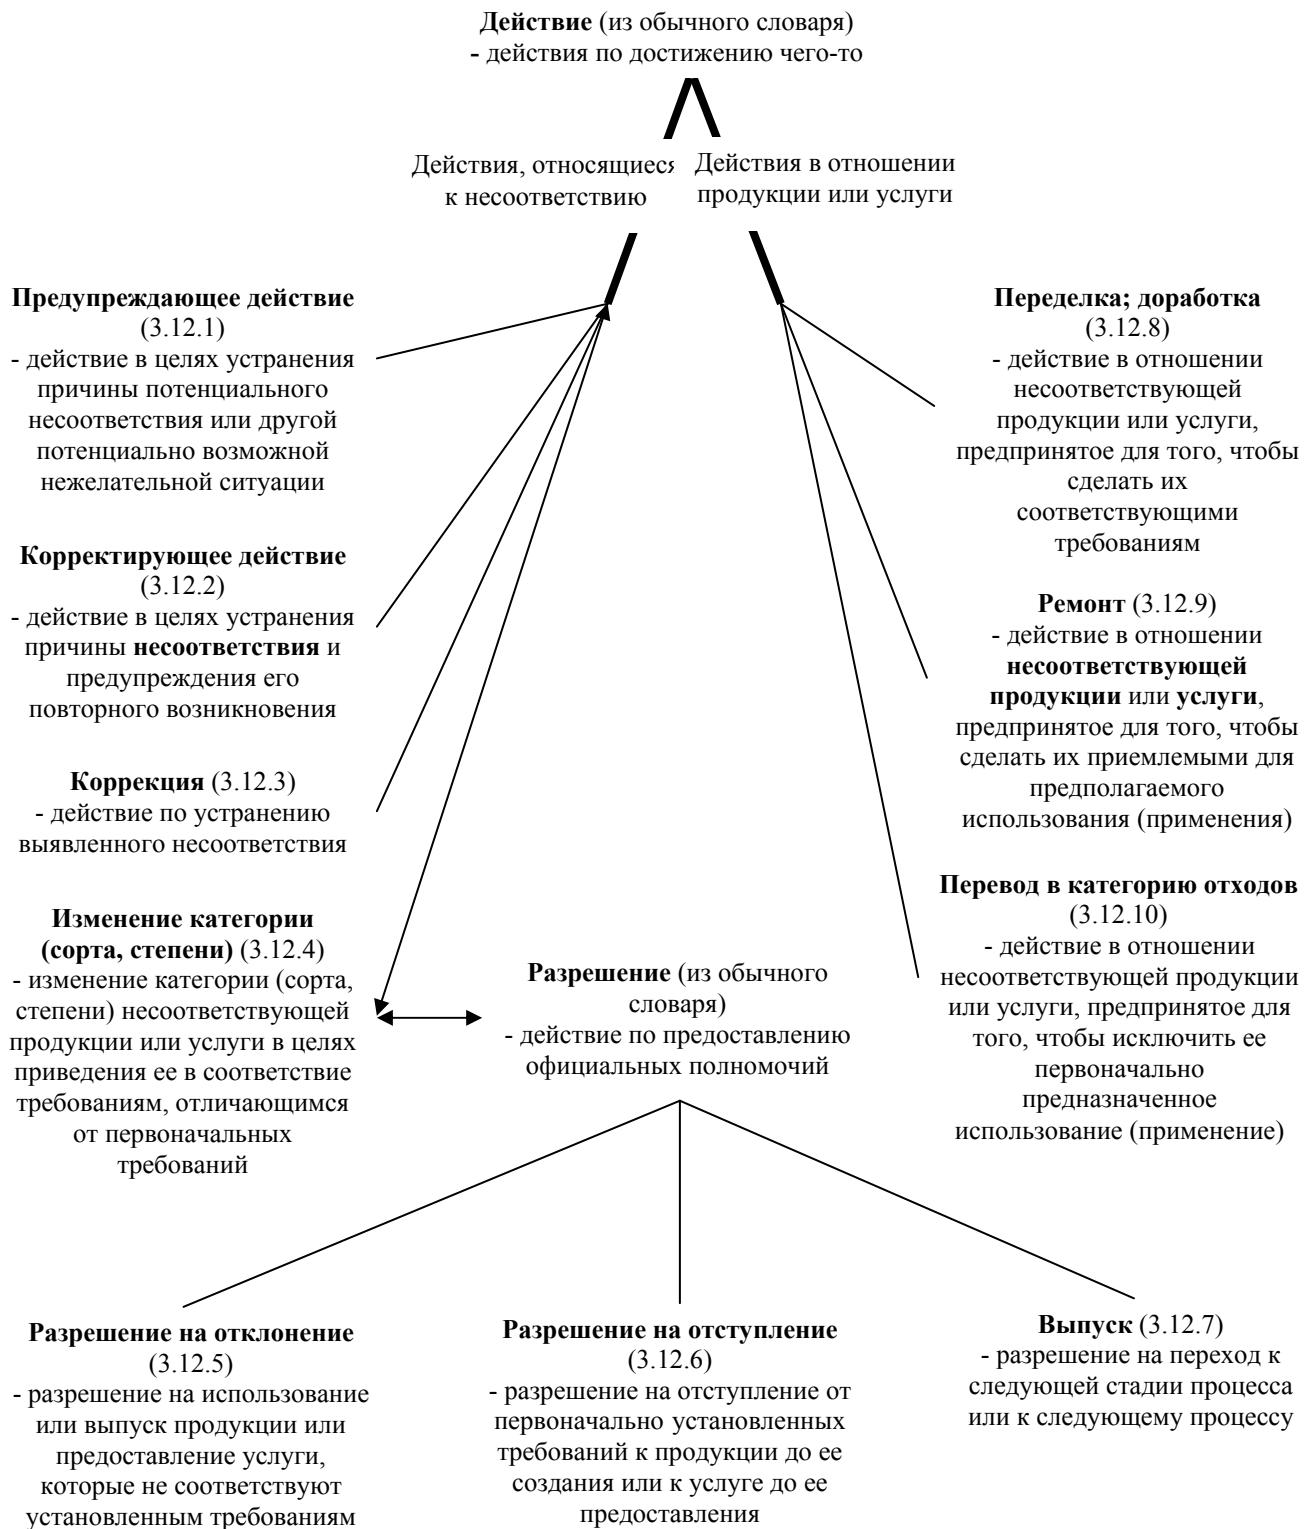 Действие (из обычного словаря)
- действия по достижению чего-то
Действия, относящиеся
к несоответствию
Действия в отношении
продукции или услуги
Предупреждающее действие
(3.12.1)
- действие в целях устранения
причины потенциального
несоответствия или другой
потенциально возможной
нежелательной ситуации
Корректирующее действие
(3.12.2)
- действие в целях устранения
причины несоответствия и
предупреждения его
повторного возникновения
Коррекция (3.12.3)
- действие по устранению
выявленного несоответствия
Изменение категории
(сорта, степени) (3.12.4)
- изменение категории (сорта,
степени) несоответствующей
продукции или услуги в целях
приведения ее в соответствие
требованиям, отличающимся
от первоначальных
требований
Переделка; доработка
(3.12.8)
- действие в отношении
несоответствующей
продукции или услуги,
предпринятое для того, чтобы
сделать их
соответствующими
требованиям
Ремонт (3.12.9)
- действие в отношении
несоответствующей
продукции или услуги,
предпринятое для того, чтобы
сделать их приемлемыми для
предполагаемого
использования (применения)
Перевод в категорию отходов
(3.12.10)
- действие в отношении
несоответствующей продукции
или услуги, предпринятое для
того, чтобы исключить ее
первоначально
предназначенное
использование (применение)
Разрешение (из обычного
словаря)
- действие по предоставлению
официальных полномочий
Разрешение на отклонение
(3.12.5)
- разрешение на использование
или выпуск продукции или
предоставление услуги,
которые не соответствуют
установленным требованиям
Разрешение на отступление
(3.12.6)
- разрешение на отступление от
первоначально установленных
требований к продукции до ее
создания или к услуге до ее
предоставления
Выпуск (3.12.7)
- разрешение на переход к
следующей стадии процесса
или к следующему процессу